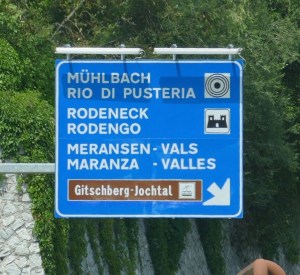 MÜHLBACH
RIO DI PUSTERIA
RODENECK
RODENGO
MERANSEN - VALS
MARANZA - VALLES
Gitschberg-Jochtal